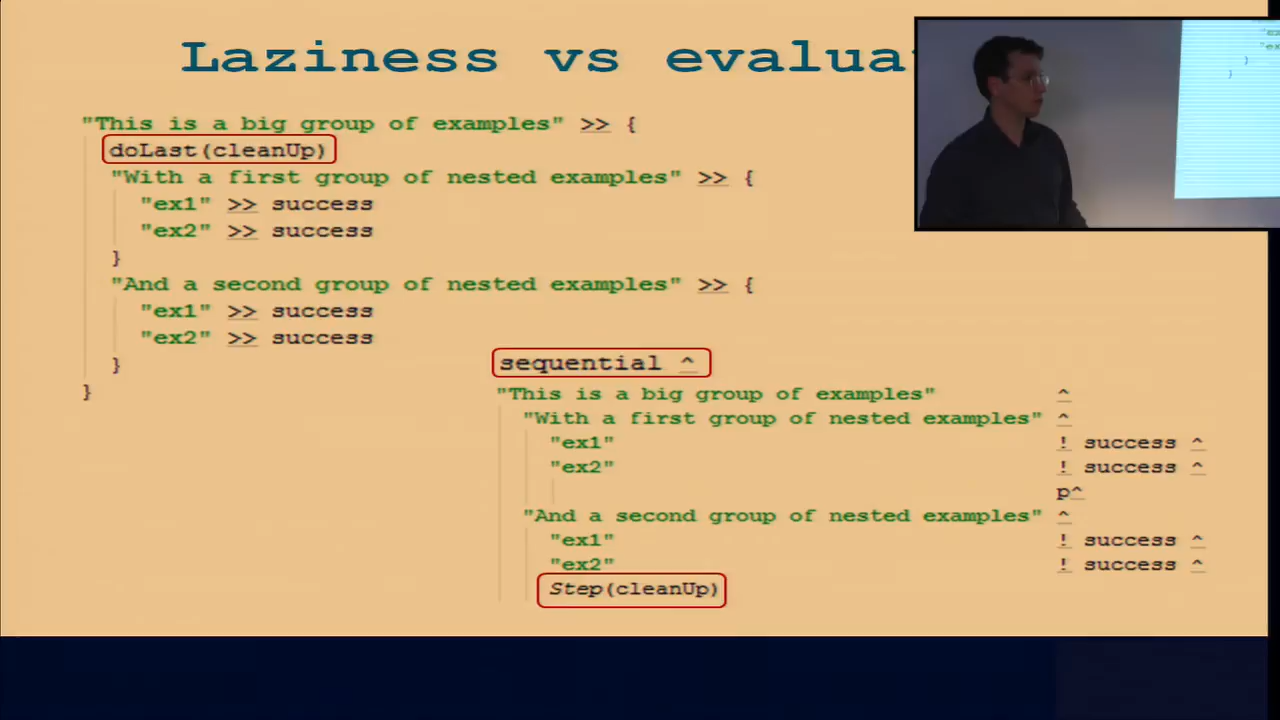 Laziness vs evalua
"This is a big group of examples" >> {
doLast(cleanUp)
"With a first group of nested examples" >> {
"ex1" >> success
"ex2" >> success
}
"And a second group of nested examples" >> {
"ex1" >> success
"ex2" >> success
}
}
sequential ^
"This is a big group of examples" ^
"With a first group of nested examples" ^
"ex1" ! success ^
"ex2" ! success ^
p^
"And a second group of nested examples" ^
"ex1" ! success ^
"ex2" ! success ^
Step(cleanUp)